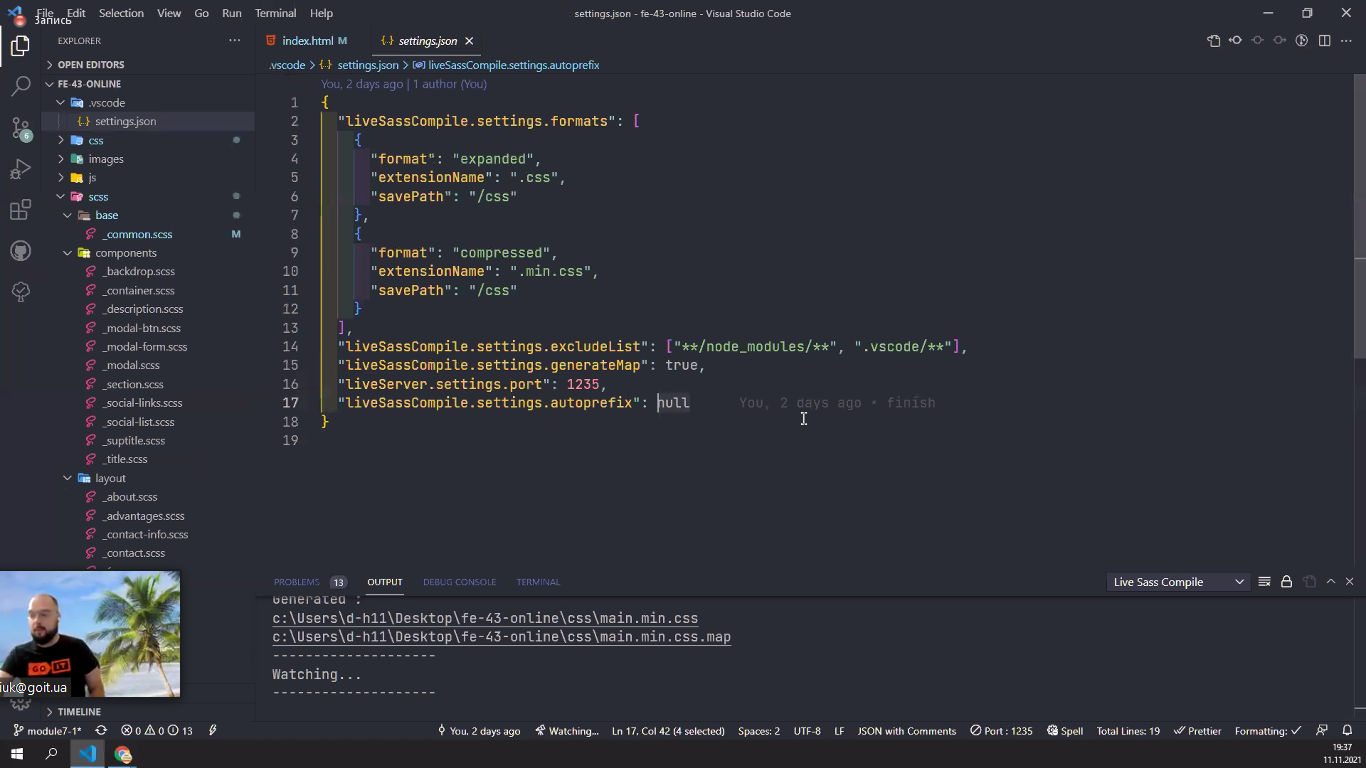 File Edit Selection View Go Run Terminal Help
settings.json - fe-43-online - Visual Studio Code
Запись
EXPLORER
index.html M
settings.json
OPEN EDITORS
.vscode > settings.json > liveSassCompile.settings.autoprefix
FE-43-ONLINE
You, 2 days ago | 1 author (You)
.vscode
settings.json
css
images
js
scss
base
_common.scss M
components
_backdrop.scss
_container.scss
_description.scss
_modal-btn.scss
_modal-form.scss
_modal.scss
_section.scss
_social-links.scss
_social-list.scss
_suptitle.scss
_title.scss
layout
_about.scss
_advantages.scss
_contact-info.scss
_contact.scss
6
1 {
2 "liveSassCompile.settings.formats": [
3 {
4 "format": "expanded",
5 "extensionName": ".css",
6 "savePath": "/css"
7 },
8 {
9 "format": "compressed",
10 "extensionName": ".min.css",
11 "savePath": "/css"
12 }
13 ],
14 "liveSassCompile.settings.excludeList": ["**/node_modules/**", ".vscode/**"],
15 "liveSassCompile.settings.generateMap": true,
16 "liveServer.settings.port": 1235,
17 "liveSassCompile.settings.autoprefix": null You, 2 days ago • finish
18 }
19
PROBLEMS 13 OUTPUT DEBUG CONSOLE TERMINAL
Live Sass Compile
Generated :
c:\Users\d-h11\Desktop\fe-43-online\css\main.min.css
c:\Users\d-h11\Desktop\fe-43-online\css\main.min.css.map
-------------------
Watching...
-------------------
GO IT
iuk@goit.ua
TIMELINE
module7-1* 0 0 13 You, 2 days ago Watching... Ln 17, Col 42 (4 selected) Spaces: 2 UTF-8 LF JSON with Comments Port : 1235 Spell Total Lines: 19 Prettier Formatting:
19:37
11.11.2021